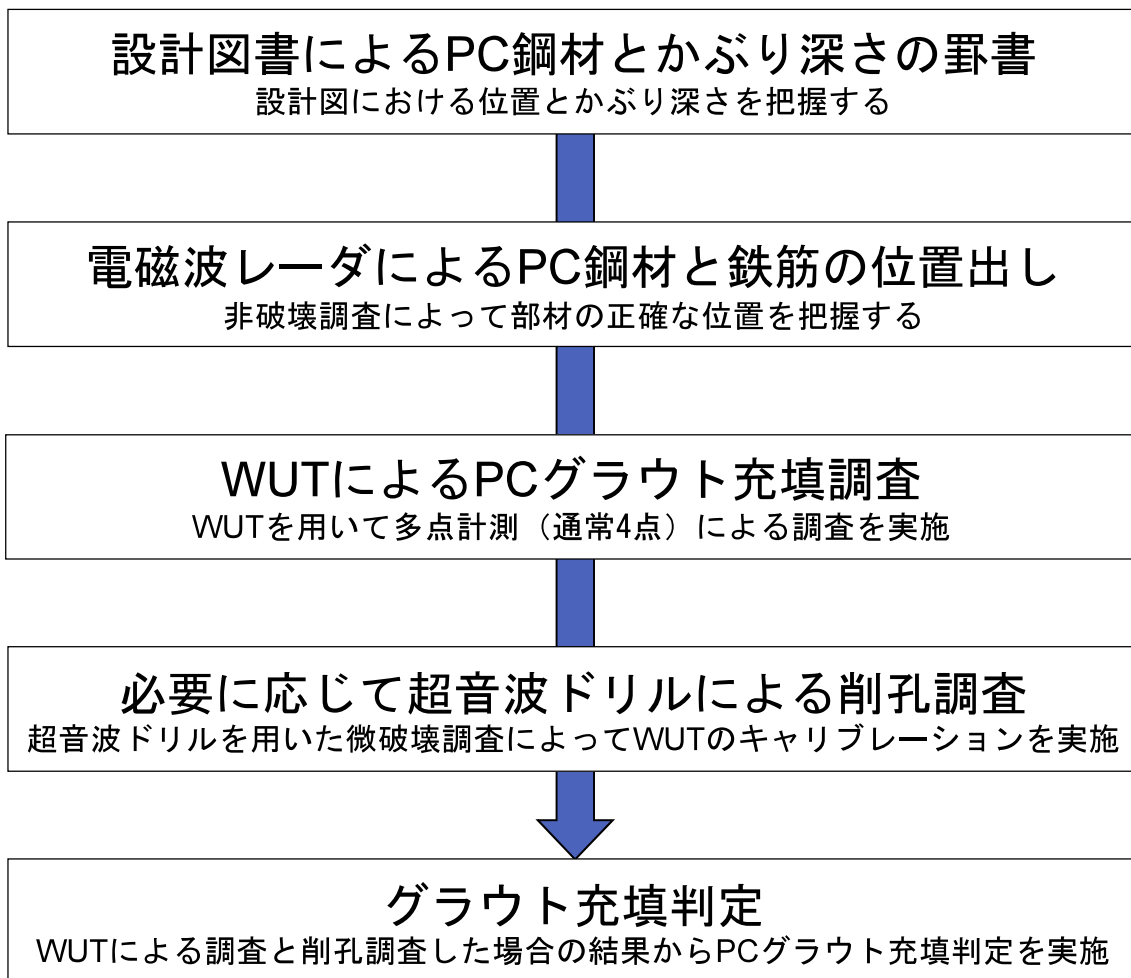 設計図書によるPC鋼材とかぶり深さの罫書
設計図における位置とかぶり深さを把握する
電磁波レーダによるPC鋼材と鉄筋の位置出し
非破壊調査によって部材の正確な位置を把握する
WUTによるPCグラウト充填調査
WUTを用いて多点計測（通常4点）による調査を実施
必要に応じて超音波ドリルによる削孔調査
超音波ドリルを用いた微破壊調査によってWUTのキャリブレーションを実施
グラウト充填判定
WUTによる調査と削孔調査した場合の結果からPCグラウト充填判定を実施